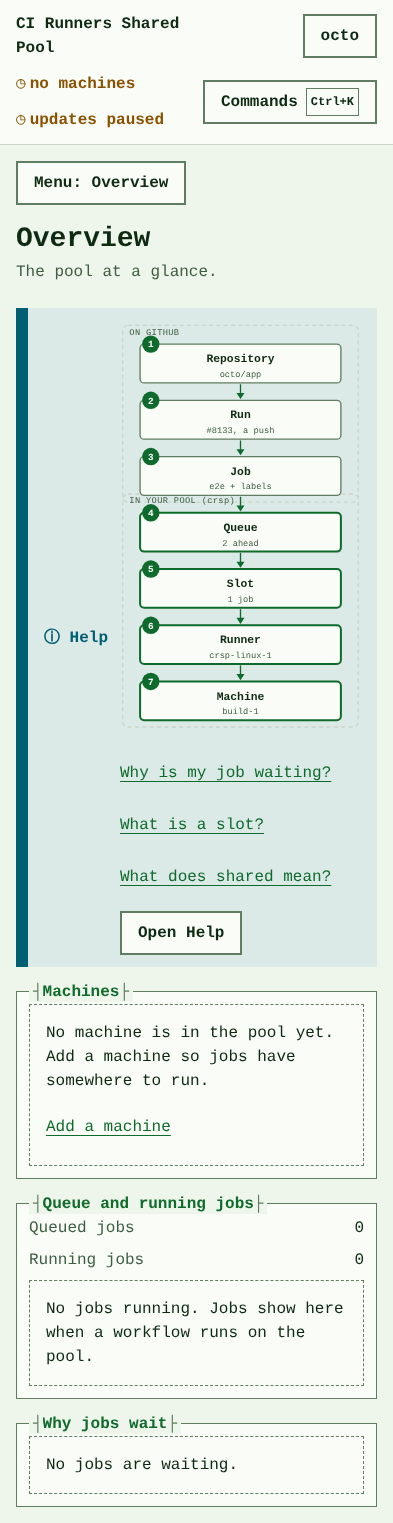 CI Runners Shared Pool
octo
no machines
updates paused
Commands Ctrl+K
Menu: Overview
Overview
The pool at a glance.
ON GITHUB
1
Repository
octo/app
2
Run
#8133, a push
3
Job
e2e + labels
IN YOUR POOL (crsp)
4
Queue
2 ahead
5
Slot
1 job
6
Runner
crsp-linux-1
7
Machine
build-1
ⓘ Help
Why is my job waiting?
What is a slot?
What does shared mean?
Open Help
Machines
No machine is in the pool yet.
Add a machine so jobs have
somewhere to run.
Add a machine
Queue and running jobs
Queued jobs 0
Running jobs 0
No jobs running. Jobs show here
when a workflow runs on the
pool.
Why jobs wait
No jobs are waiting.